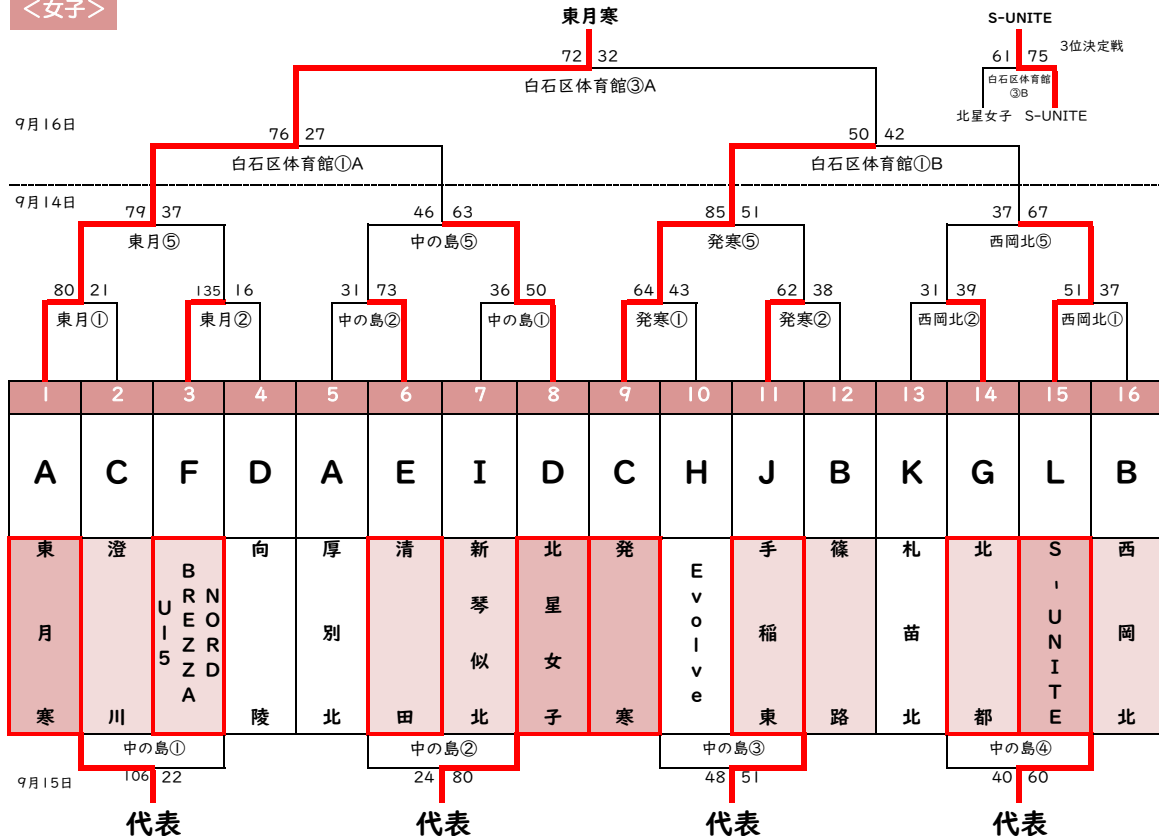 <女子>
東月寒
S-UNITE
72 32
61 75
3位決定戦
白石区体育館③A
白石区体育館
③B
北星女子 S-UNITE
9月16日
76 27
50 42
白石区体育館①A
白石区体育館①B
9月14日
79 37
46 63
85 51
37 67
東月⑤
中の島⑤
発寒⑤
西岡北⑤
80 21
135 16
31 73
36 50
64 43
62 38
31 39
51 37
東月①
東月②
中の島②
中の島①
発寒①
発寒②
西岡北②
西岡北①
1 2 3 4 5 6 7 8 9 10 11 12 13 14 15 16
A C F D A E I D C H J B K G L B
東月寒
澄川
BREZZA NORD U15
向陵
厚別北
清田
新琴似北
北星女子
発寒
Evolve
手稲東
篠路
札苗北
北都
S-UNITE
西岡北
中の島①
中の島②
中の島③
中の島④
9月15日
106 22
24 80
48 51
40 60
代表
代表
代表
代表